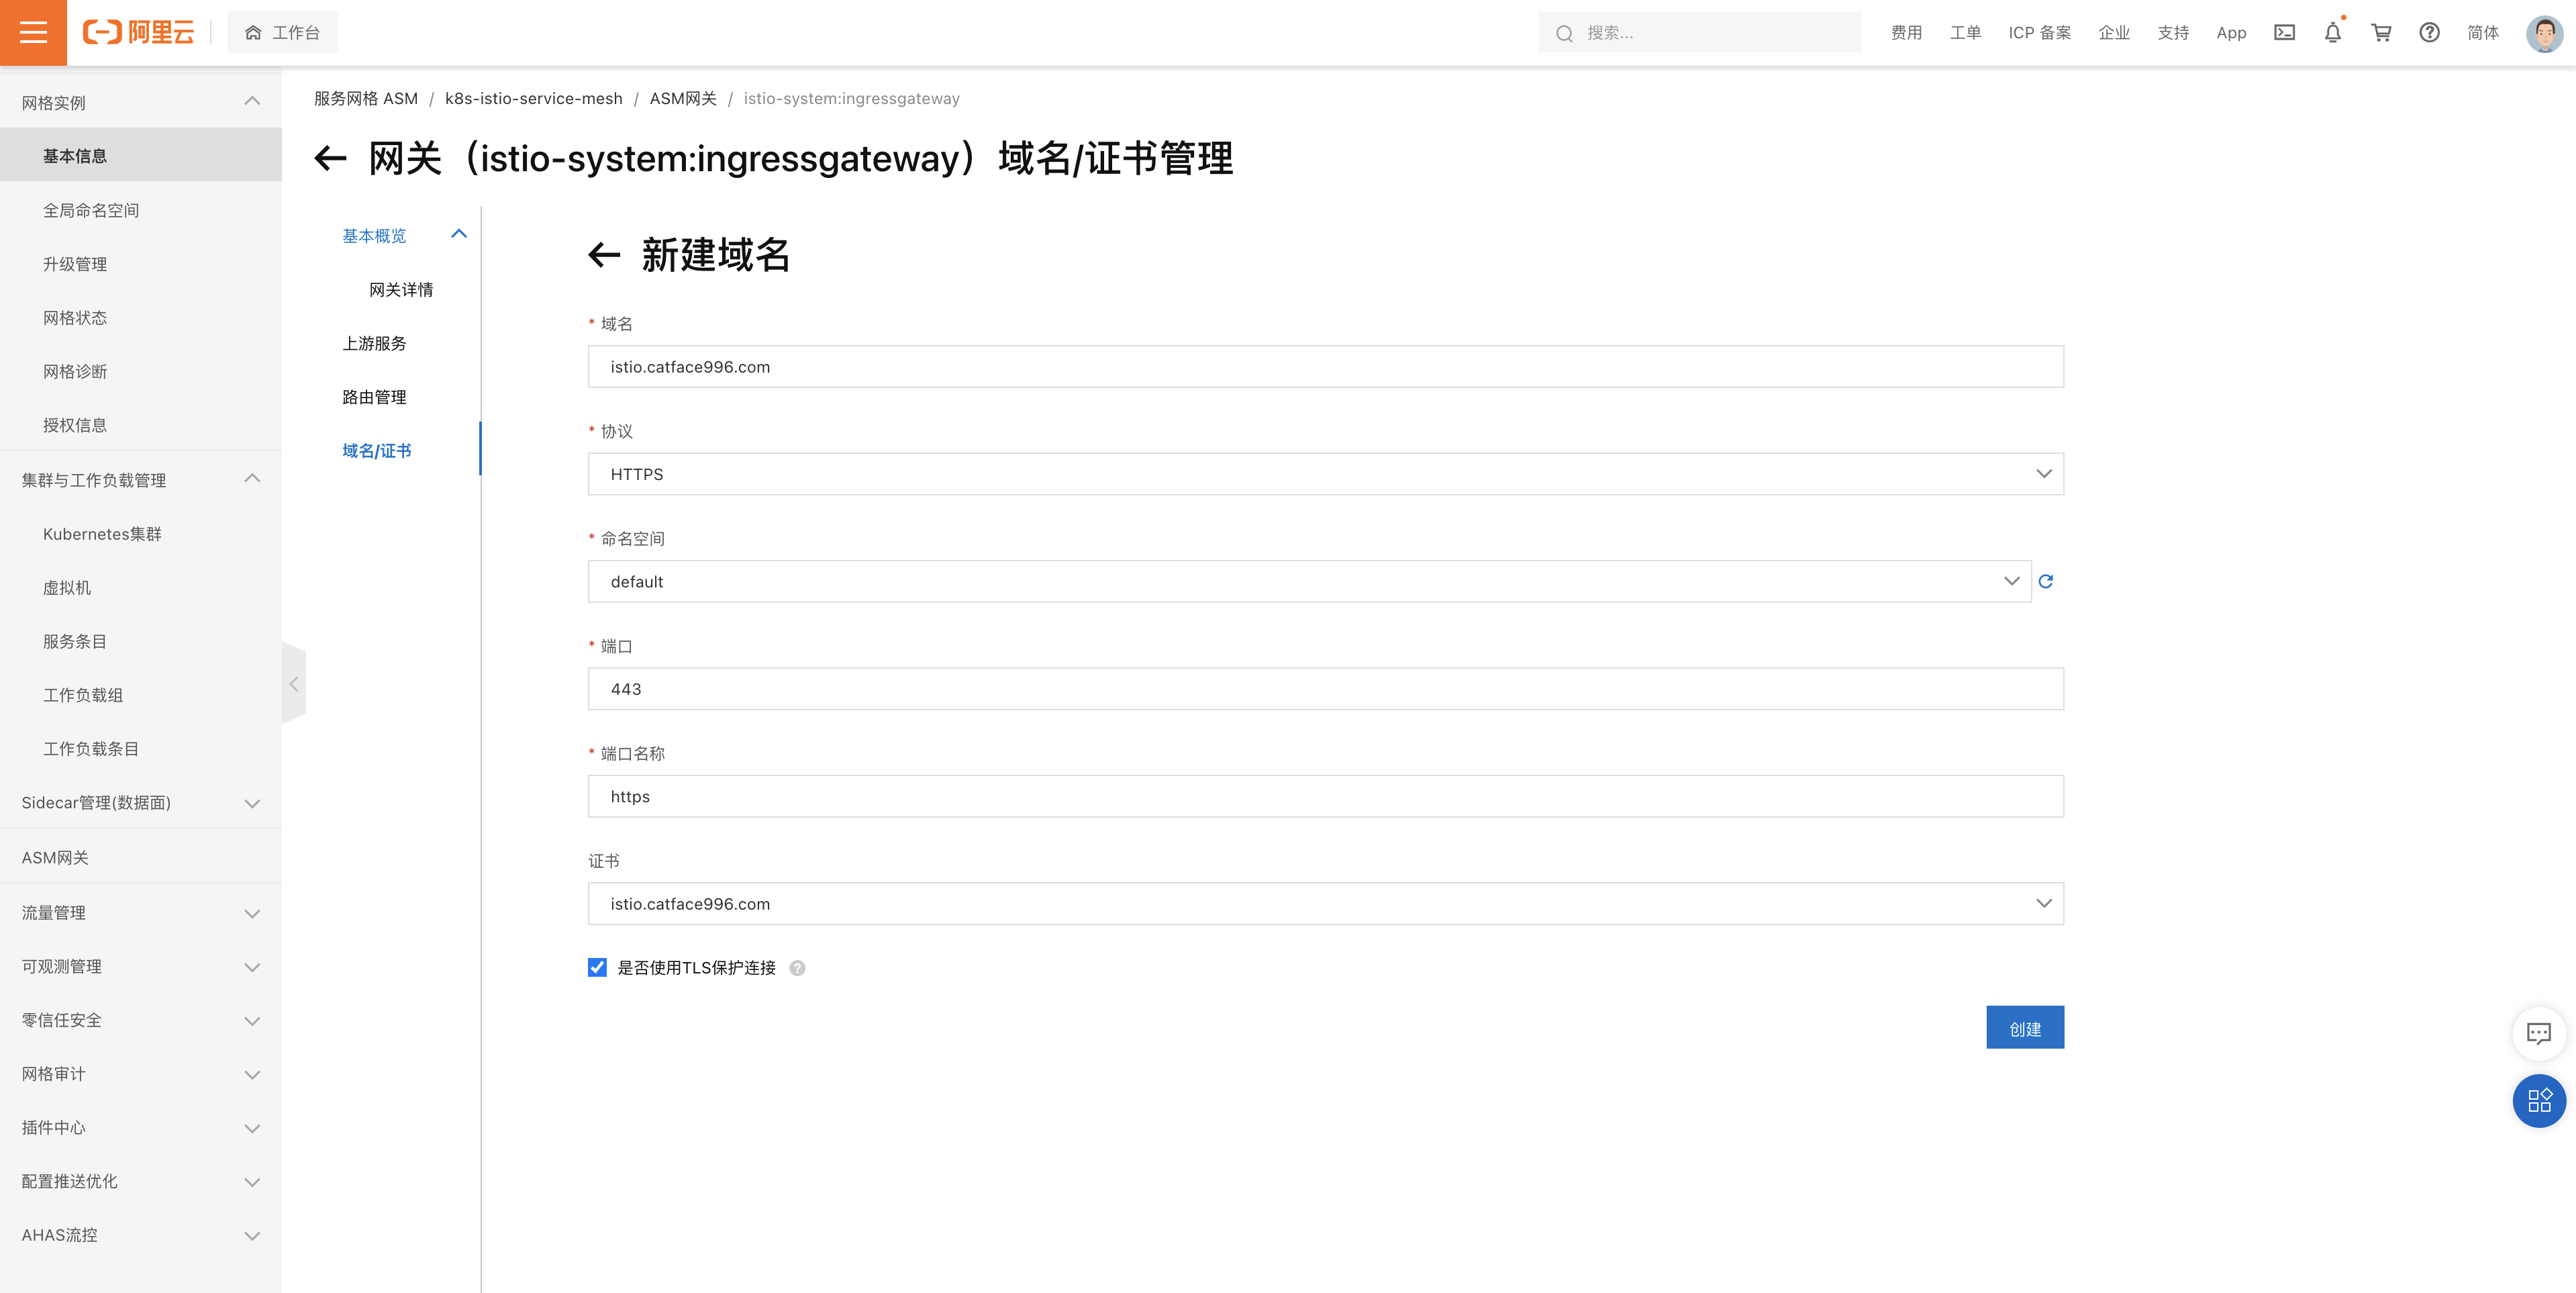 阿里云
工作台
搜索...
费用
工单
ICP 备案
企业
支持
App
简体
网格实例
基本信息
全局命名空间
升级管理
网格状态
网格诊断
授权信息
集群与工作负载管理
Kubernetes集群
虚拟机
服务条目
工作负载组
工作负载条目
Sidecar管理(数据面)
ASM网关
流量管理
可观测管理
零信任安全
网格审计
插件中心
配置推送优化
AHAS流控
服务网格 ASM / k8s-istio-service-mesh / ASM网关 / istio-system:ingressgateway
网关（istio-system:ingressgateway）域名/证书管理
基本概览
网关详情
上游服务
路由管理
域名/证书
新建域名
* 域名
istio.catface996.com
* 协议
HTTPS
* 命名空间
default
* 端口
443
* 端口名称
https
证书
istio.catface996.com
是否使用TLS保护连接
创建